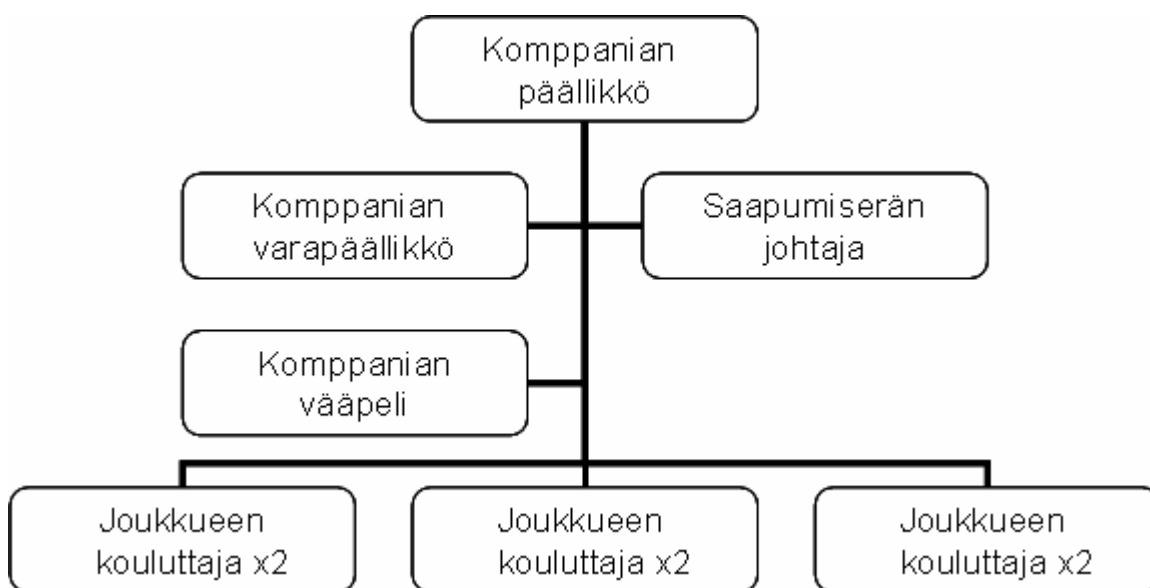 Komppanian
päällikkö
Komppanian
varapäällikkö
Saapumiserän
johtaja
Komppanian
vääpeli
Joukkueen
kouluttaja x2
Joukkueen
kouluttaja x2
Joukkueen
kouluttaja x2